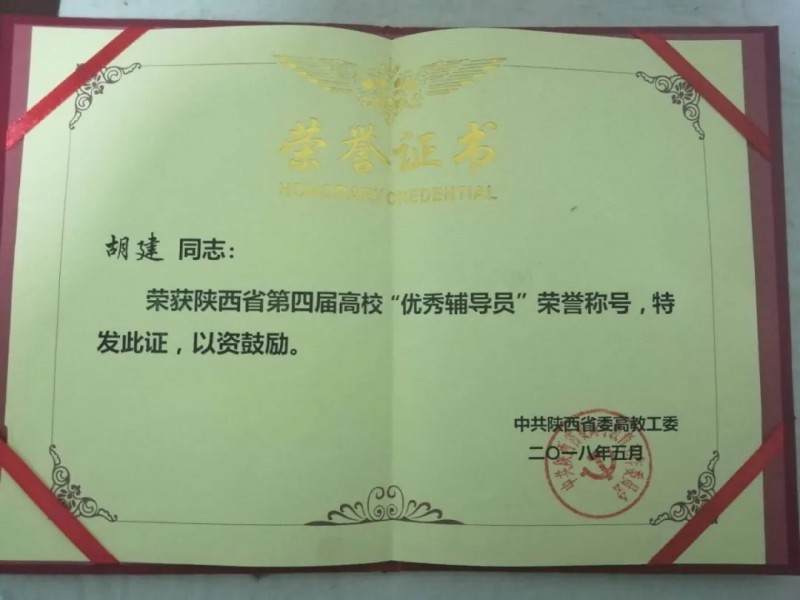 荣誉证书
HONORARY CREDENTIAL
胡建 同志：
荣获陕西省第四届高校“优秀辅导员”荣誉称号，特
发此证，以资鼓励。
中共陕西省委高教工委
二〇一八年五月